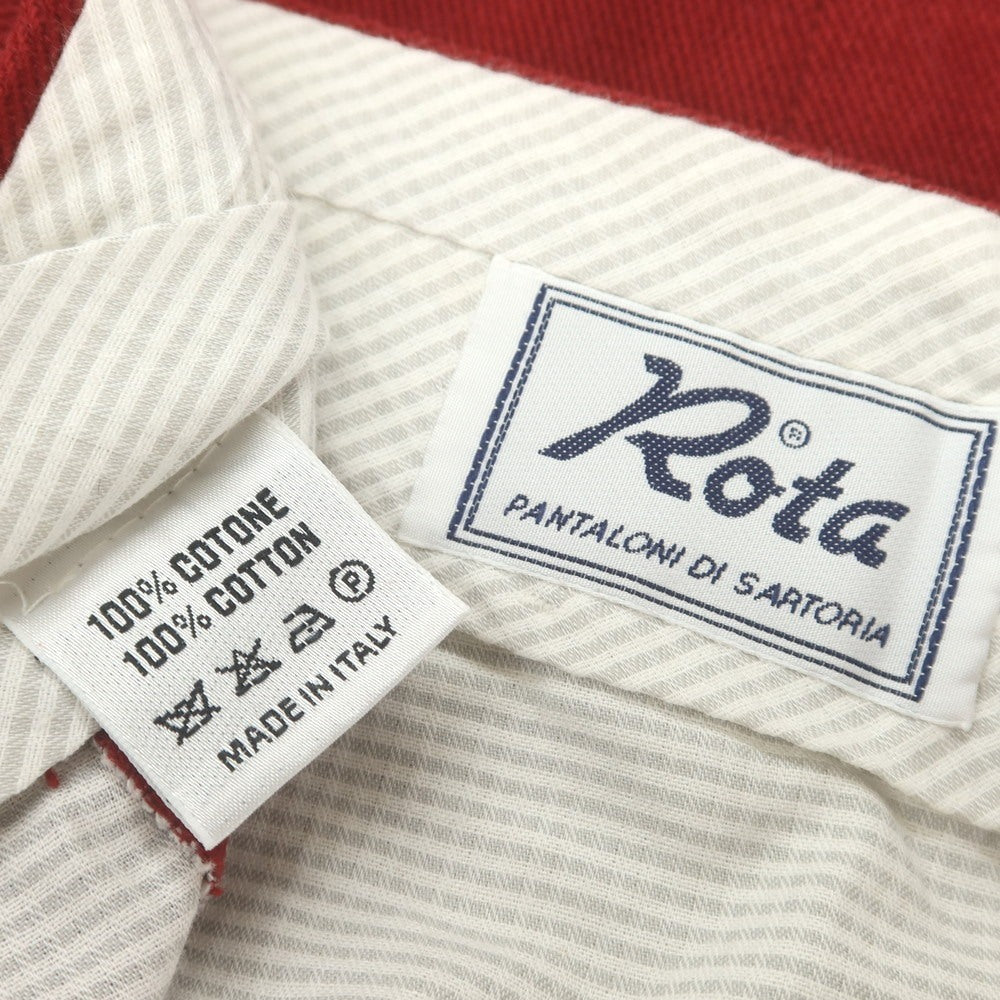 100% COTONE
100% COTTON
P
MADE IN ITALY
Rota ®
PANTALONI DI SARTORIA